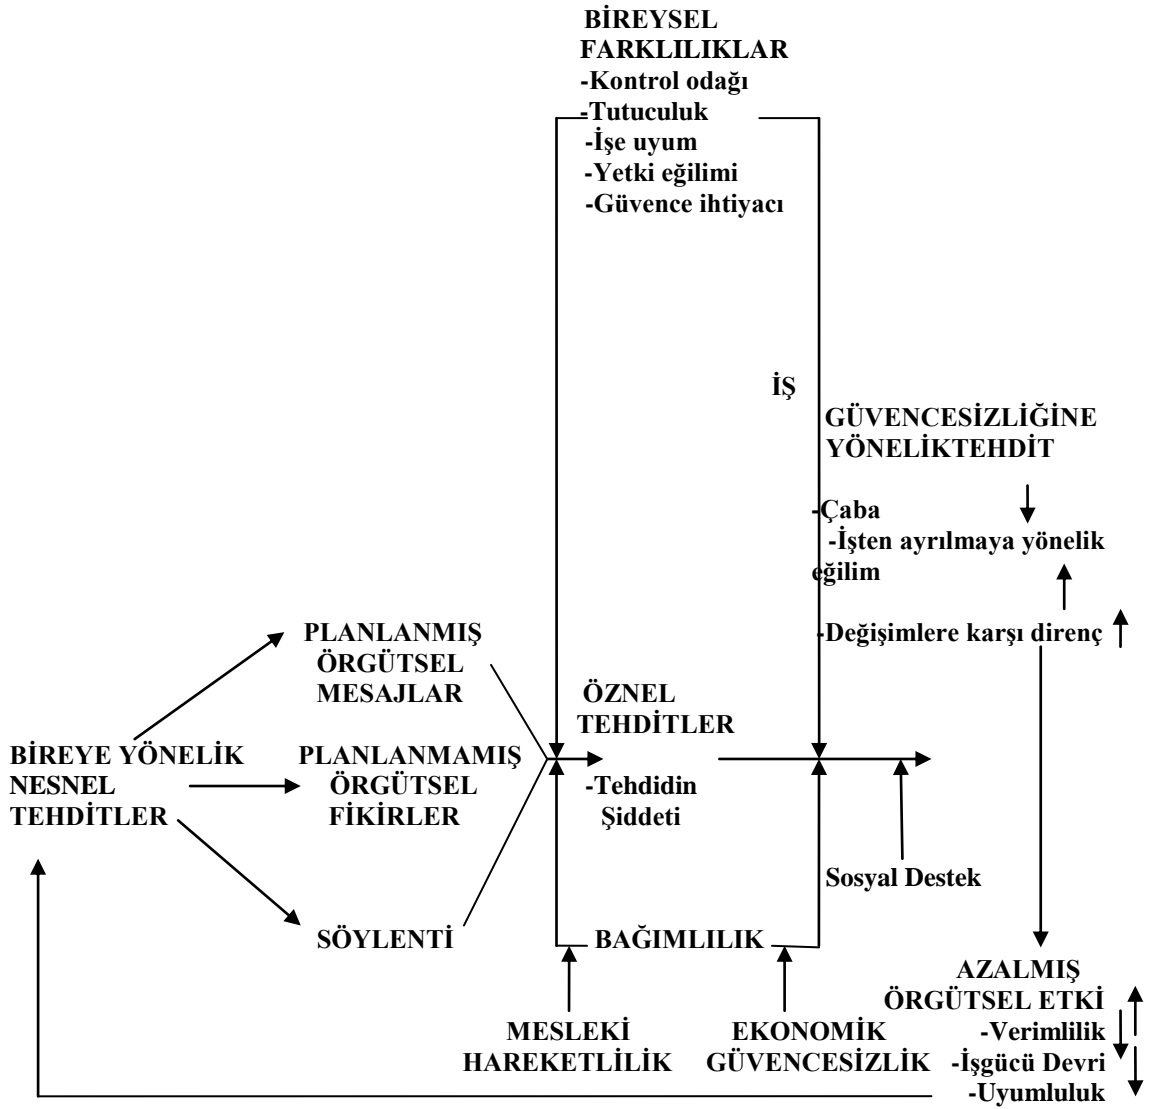 BİREYSEL
FARKLILIKLAR
-Kontrol odağı
-Tutuculuk
-İşe uyum
-Yetki eğilimi
-Güvence ihtiyacı
İŞ
GÜVENCESİZLİĞİNE
YÖNELİKTEHDİT
-Çaba
-İşten ayrılmaya yönelik
eğilim
-Değişimlere karşı direnç
PLANLANMIŞ
ÖRGÜTSEL
MESAJLAR
ÖZNEL
TEHDİTLER
-Tehdidin
Şiddeti
BİREYE YÖNELİK
NESNEL
TEHDİTLER
PLANLANMAMIŞ
ÖRGÜTSEL
FİKİRLER
Sosyal Destek
SÖYLENTİ
BAĞIMLILIK
MESLEKİ
HAREKETLİLİK
EKONOMİK
GÜVENCESİZLİK
AZALMIŞ
ÖRGÜTSEL ETKİ
-Verimlilik
-İşgücü Devri
-Uyumluluk